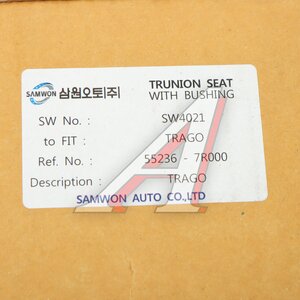 SAMWON 삼원오토(주)
TRUNION SEAT
WITH BUSHING
SW No. : SW4021
to FIT : TRAGO
Ref. No. : 55236 - 7R000
Description : TRAGO
SAMWON AUTO CO.,LTD